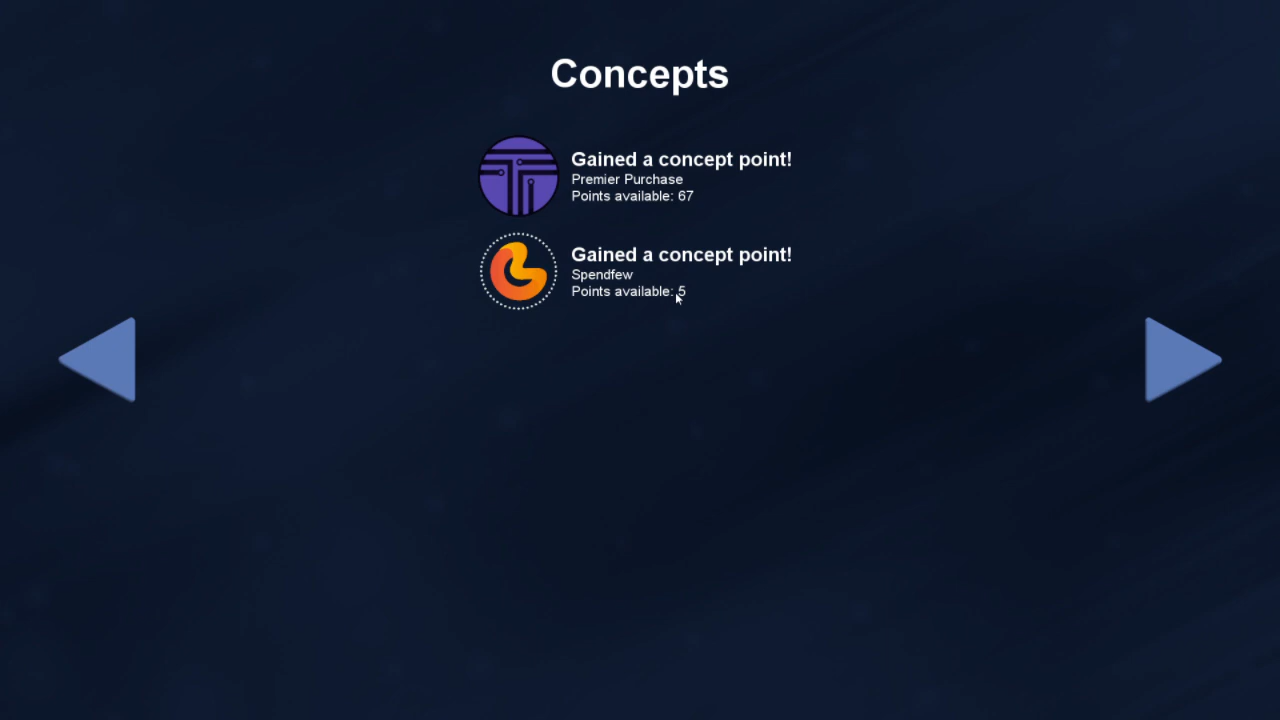 Concepts
Gained a concept point!
Premier Purchase
Points available: 67
Gained a concept point!
Spendfew
Points available: 5